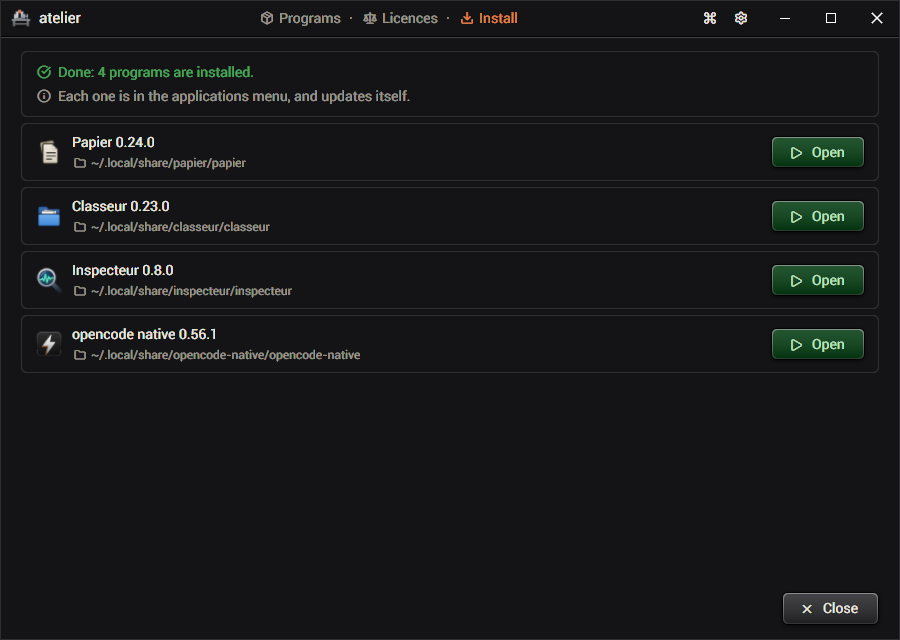 atelier
Programs · Licences · Install
Done: 4 programs are installed.
Each one is in the applications menu, and updates itself.
Papier 0.24.0
~/.local/share/papier/papier
Open
Classeur 0.23.0
~/.local/share/classeur/classeur
Open
Inspecteur 0.8.0
~/.local/share/inspecteur/inspecteur
Open
opencode native 0.56.1
~/.local/share/opencode-native/opencode-native
Open
Close